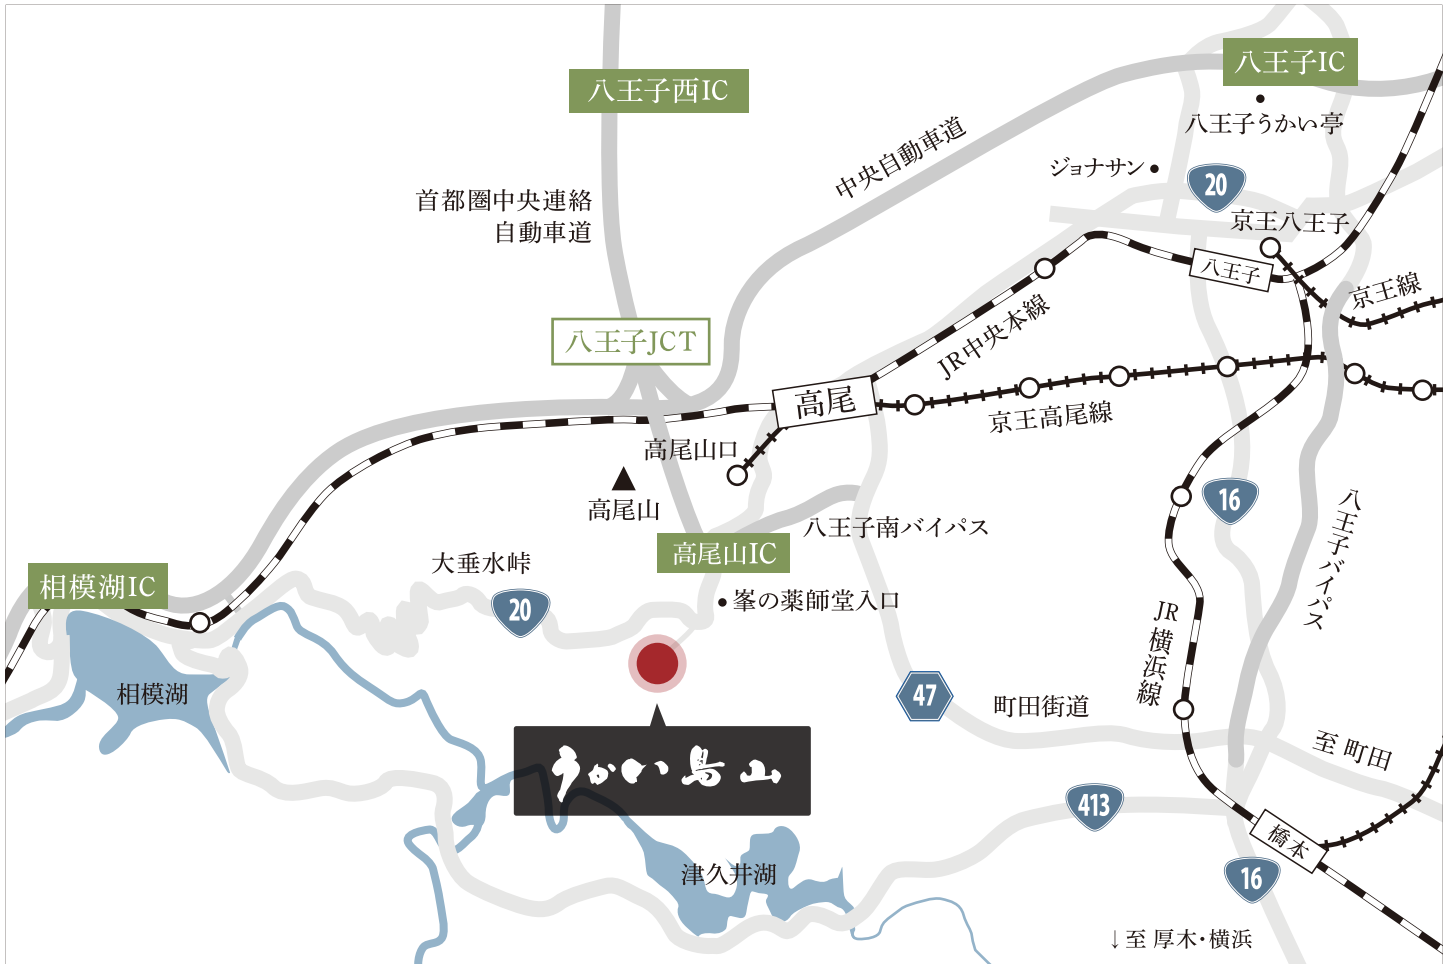 八王子IC
八王子西IC
八王子うかい亭
中央自動車道
ジョナサン
20
首都圏中央連絡
自動車道
京王八王子
八王子
京王線
八王子JCT
JR中央本線
高尾
京王高尾線
高尾山口
高尾山
16
八王子南バイパス
八王子バイパス
高尾山IC
大垂水峠
相模湖IC
20
峯の薬師堂入口
JR横浜線
相模湖
47
町田街道
至 町田
うかい鳥山
413
橋本
津久井湖
16
↓至 厚木・横浜